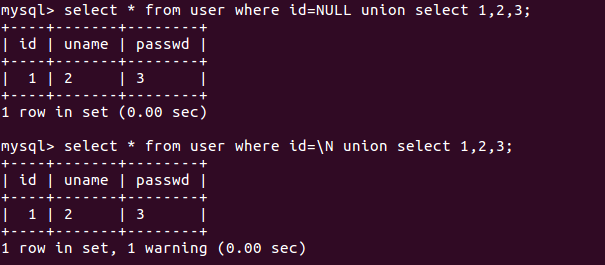 mysql> select * from user where id=NULL union select 1,2,3;
+----+-------+--------+
| id | uname | passwd |
+----+-------+--------+
|  1 | 2     | 3      |
+----+-------+--------+
1 row in set (0.00 sec)

mysql> select * from user where id=\N union select 1,2,3;
+----+-------+--------+
| id | uname | passwd |
+----+-------+--------+
|  1 | 2     | 3      |
+----+-------+--------+
1 row in set, 1 warning (0.00 sec)